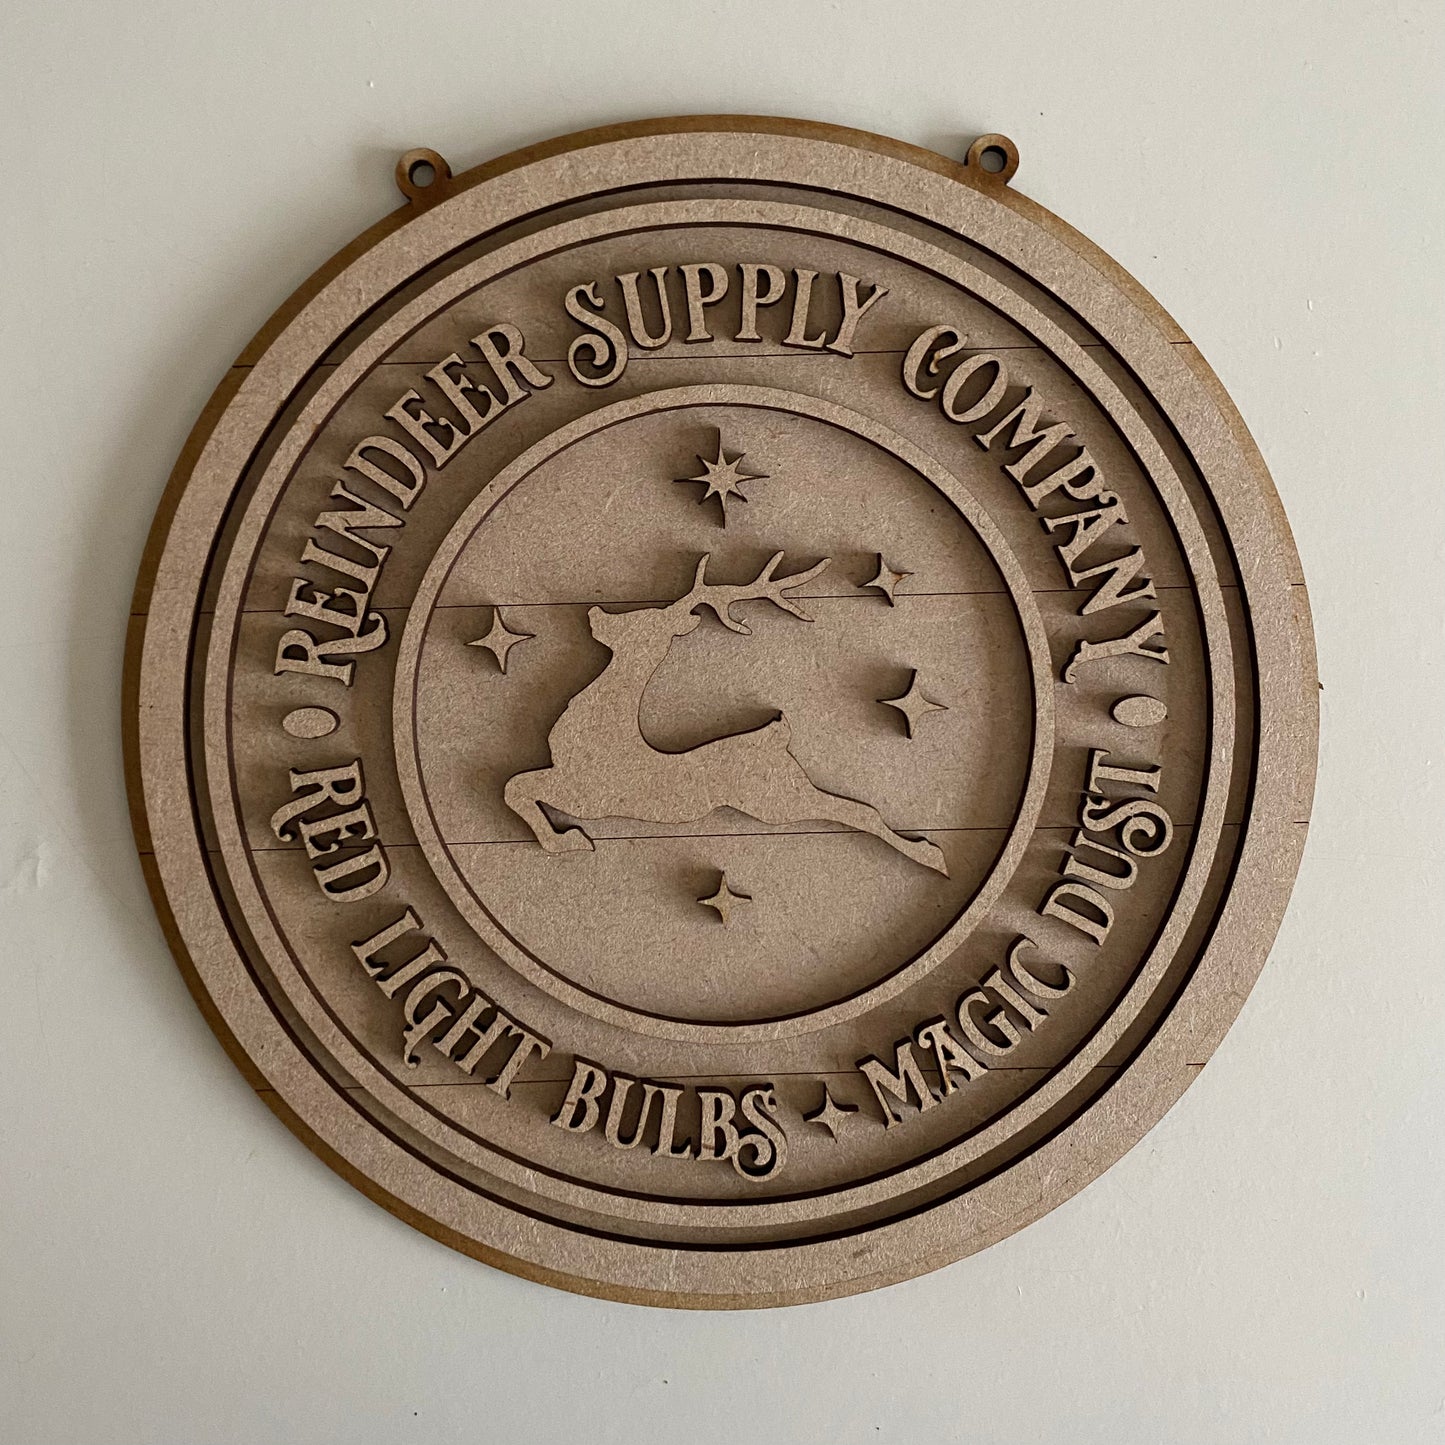 REINDEER SUPPLY COMPANY
RED LIGHT BULBS MAGIC DUST